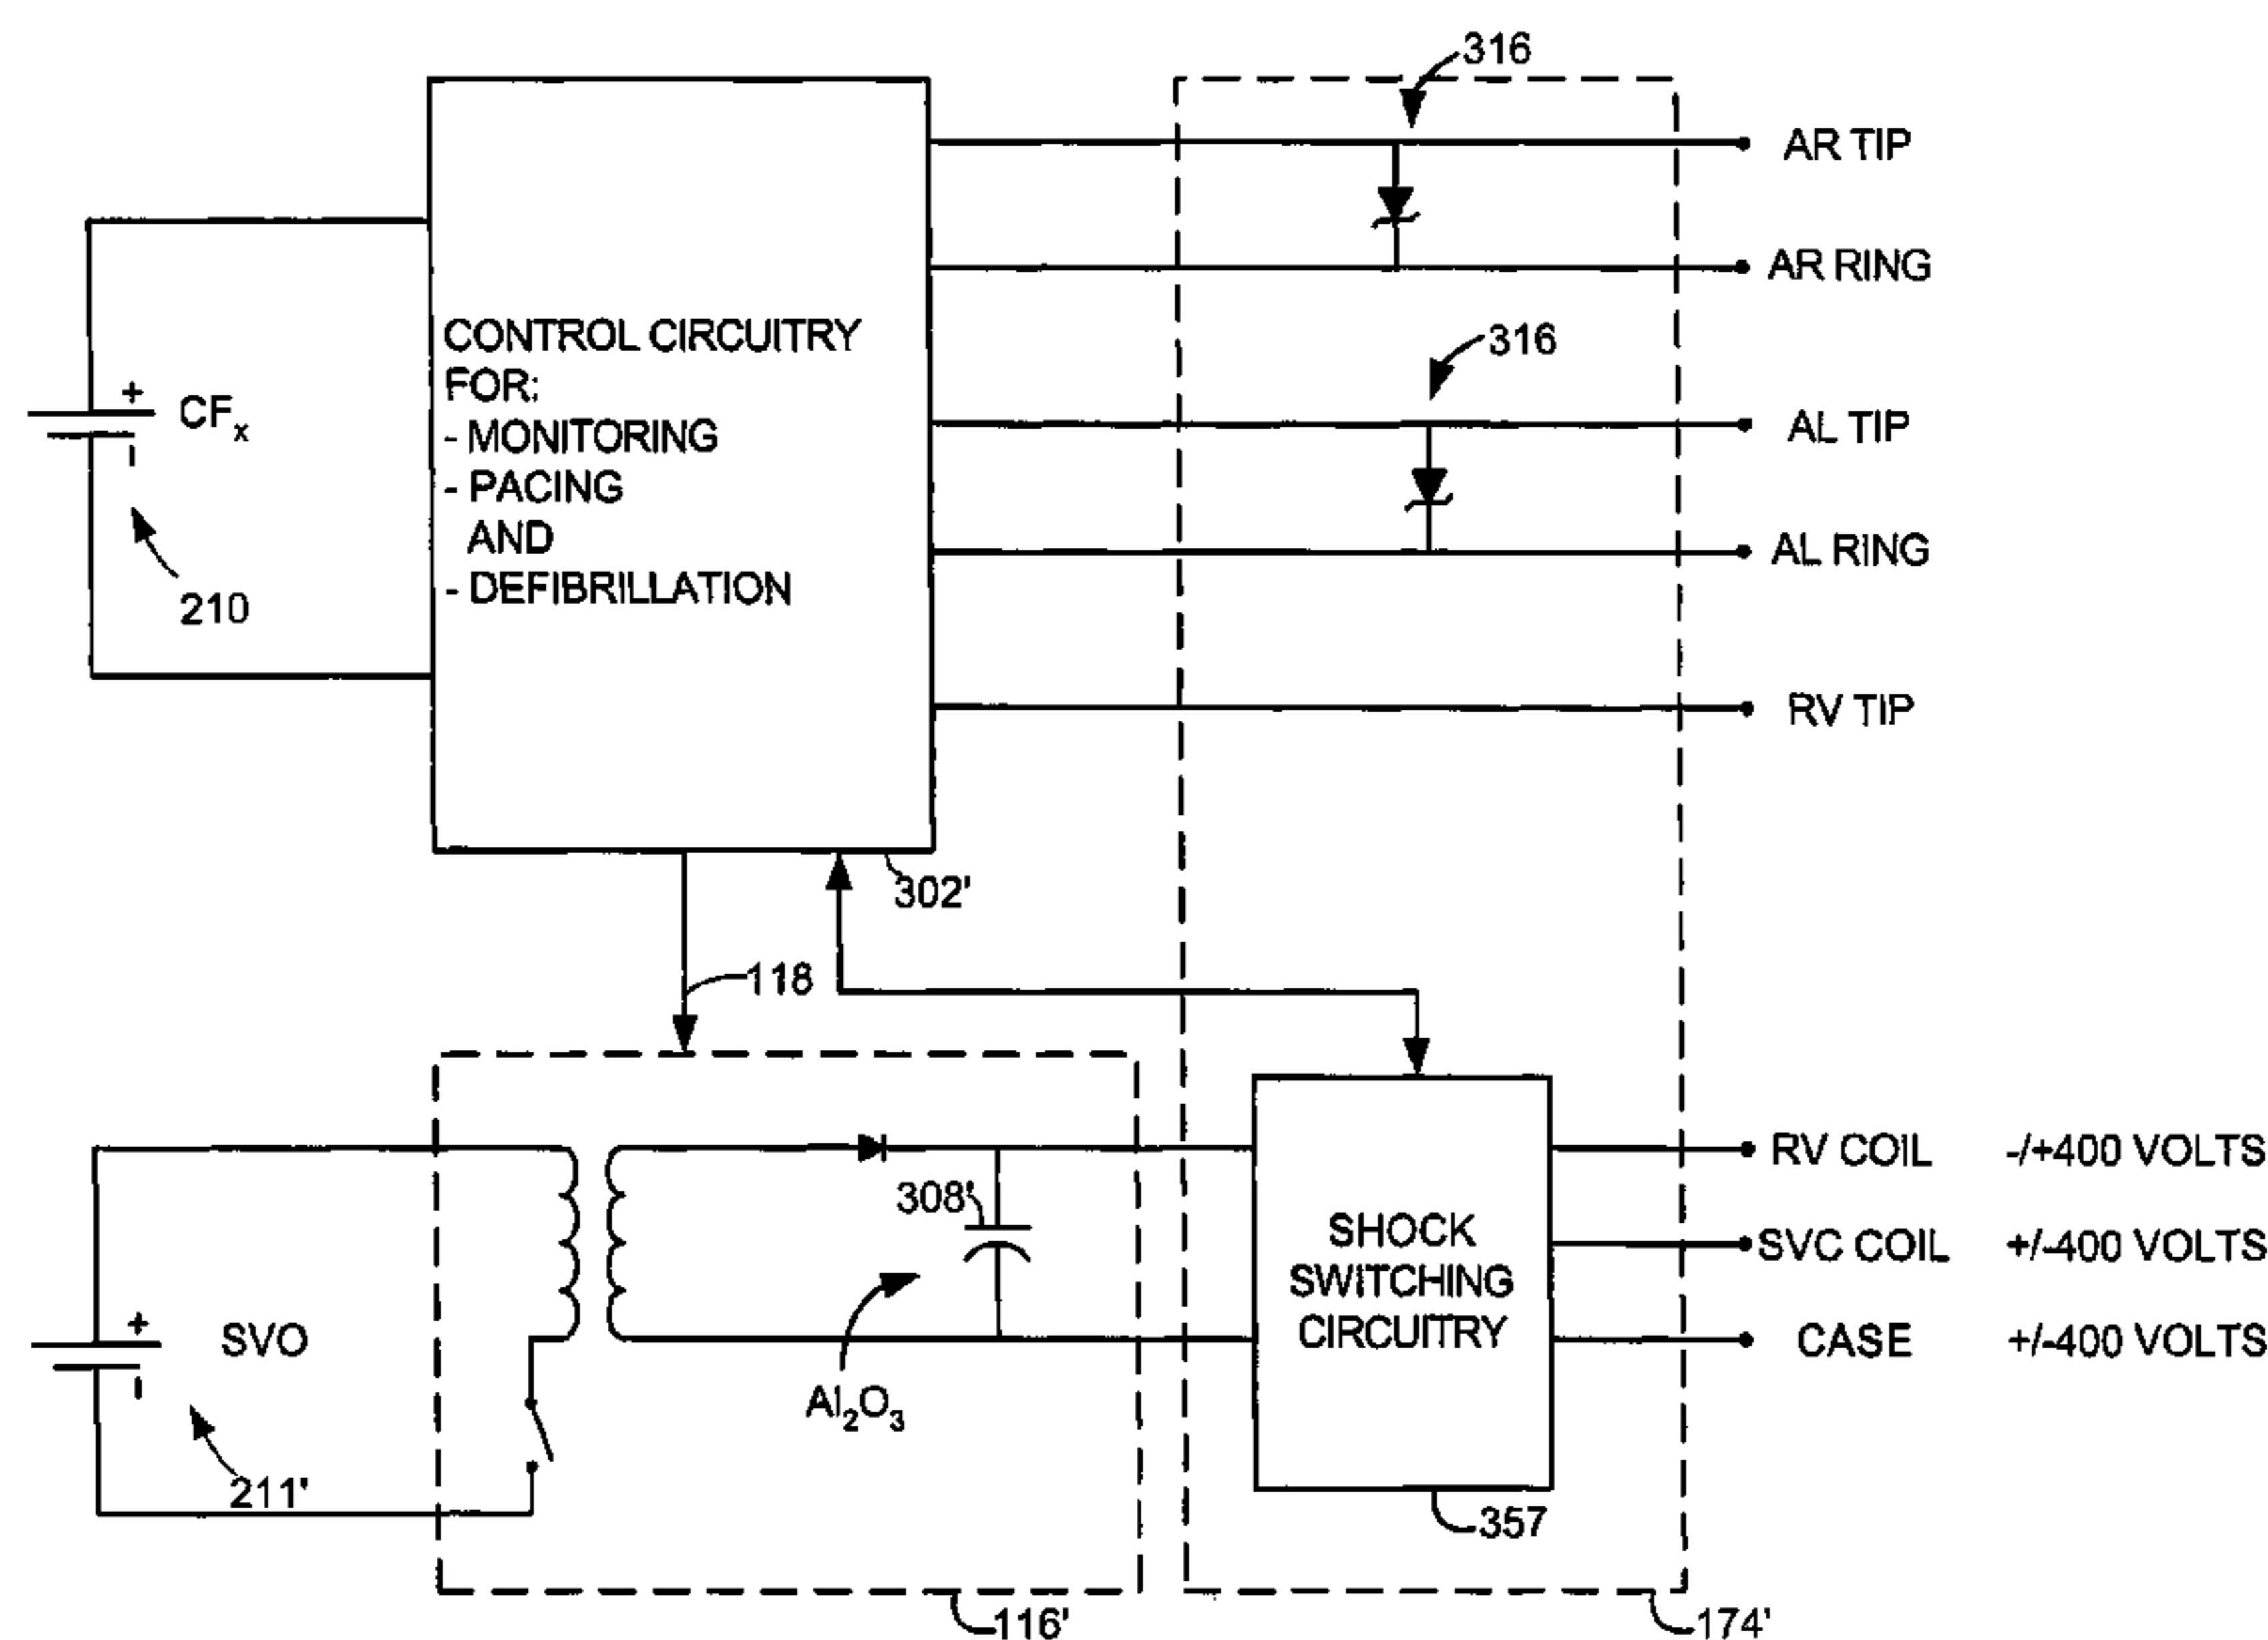 316
AR TIP
AR RING
CONTROL CIRCUITRY
FOR:
- MONITORING
- PACING
AND
- DEFIBRILLATION
316
+
CFx
-
210
AL TIP
AL RING
RV TIP
302'
118
RV COIL -/+400 VOLTS
308'
SHOCK
SWITCHING
CIRCUITRY
SVC COIL +/-400 VOLTS
+
SVO
-
CASE +/-400 VOLTS
Al2O3
211'
357
116'
174'